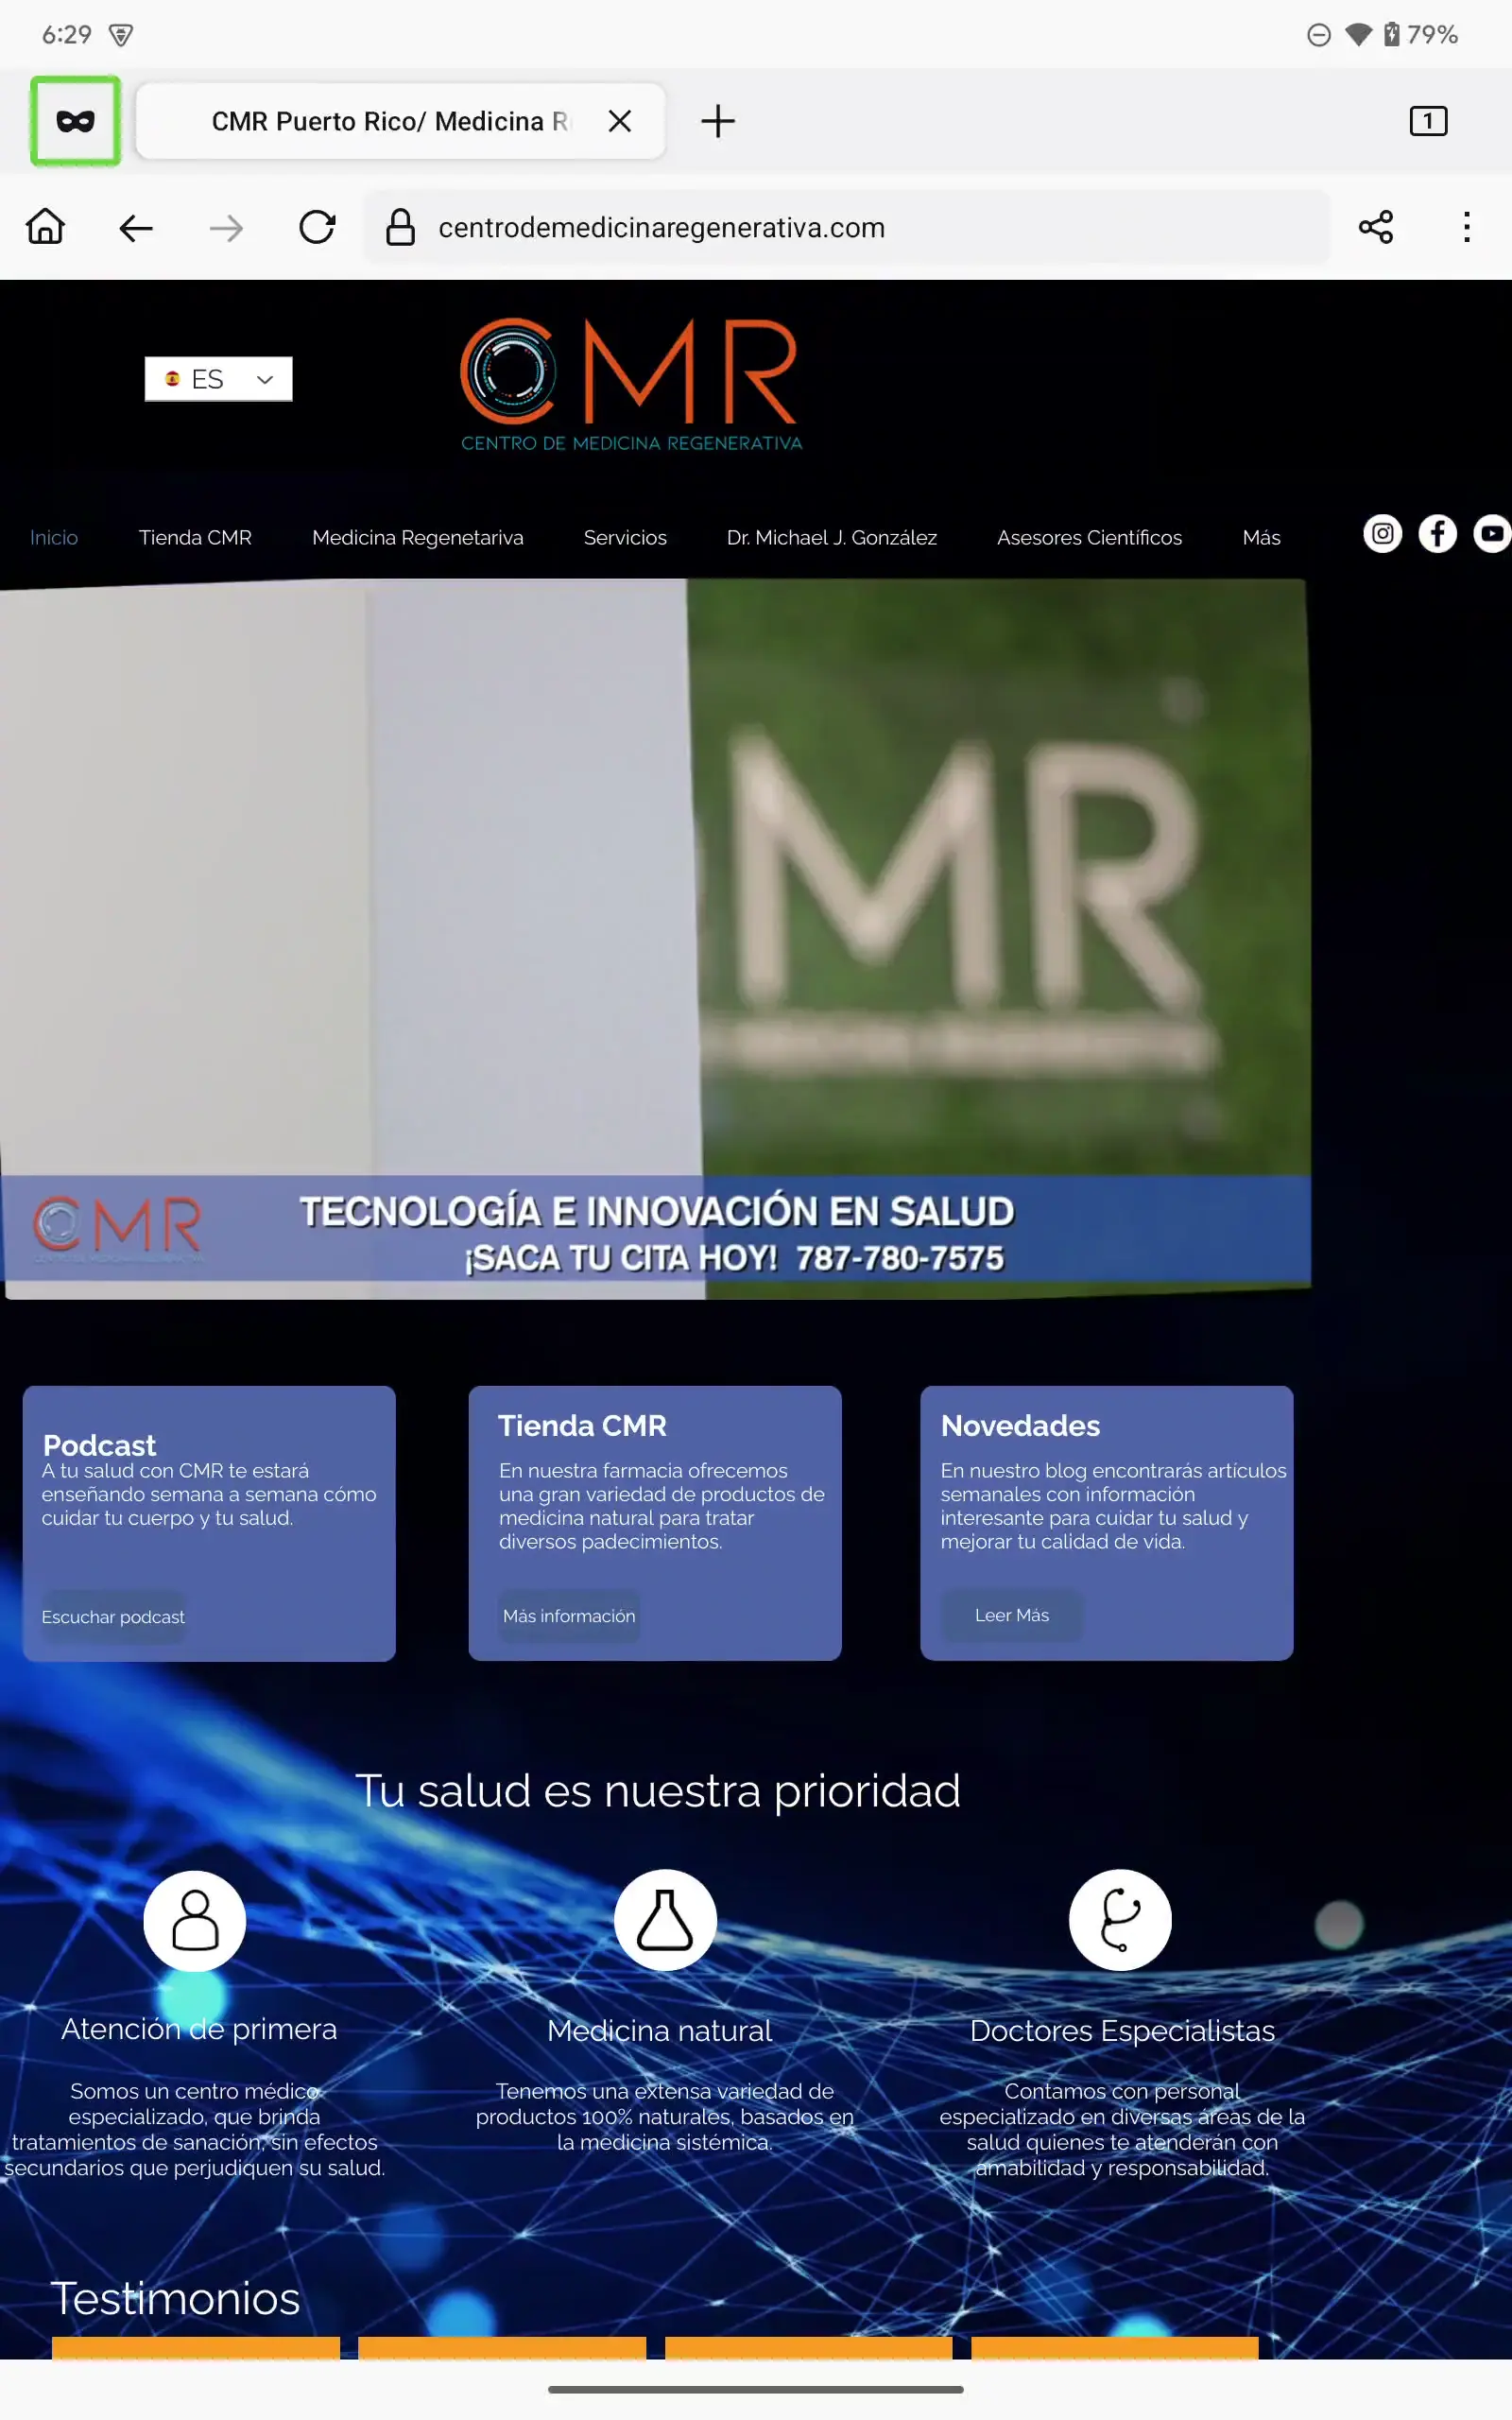 6:29
79%
CMR Puerto Rico/ Medicina R
1
centrodemedicinaregenerativa.com
ES
CMR
CENTRO DE MEDICINA REGENERATIVA
Inicio
Tienda CMR
Medicina Regenetariva
Servicios
Dr. Michael J. González
Asesores Científicos
Más
MR
CMR
TECNOLOGÍA E INNOVACIÓN EN SALUD
¡SACA TU CITA HOY! 787-780-7575
Podcast
A tu salud con CMR te estará
enseñando semana a semana cómo
cuidar tu cuerpo y tu salud.
Escuchar podcast
Tienda CMR
En nuestra farmacia ofrecemos
una gran variedad de productos de
medicina natural para tratar
diversos padecimientos.
Más información
Novedades
En nuestro blog encontrarás artículos
semanales con información
interesante para cuidar tu salud y
mejorar tu calidad de vida.
Leer Más
Tu salud es nuestra prioridad
Atención de primera
Somos un centro médico
especializado, que brinda
tratamientos de sanación, sin efectos
secundarios que perjudiquen su salud.
Medicina natural
Tenemos una extensa variedad de
productos 100% naturales, basados en
la medicina sistémica.
Doctores Especialistas
Contamos con personal
especializado en diversas áreas de la
salud quienes te atenderán con
amabilidad y responsabilidad.
Testimonios